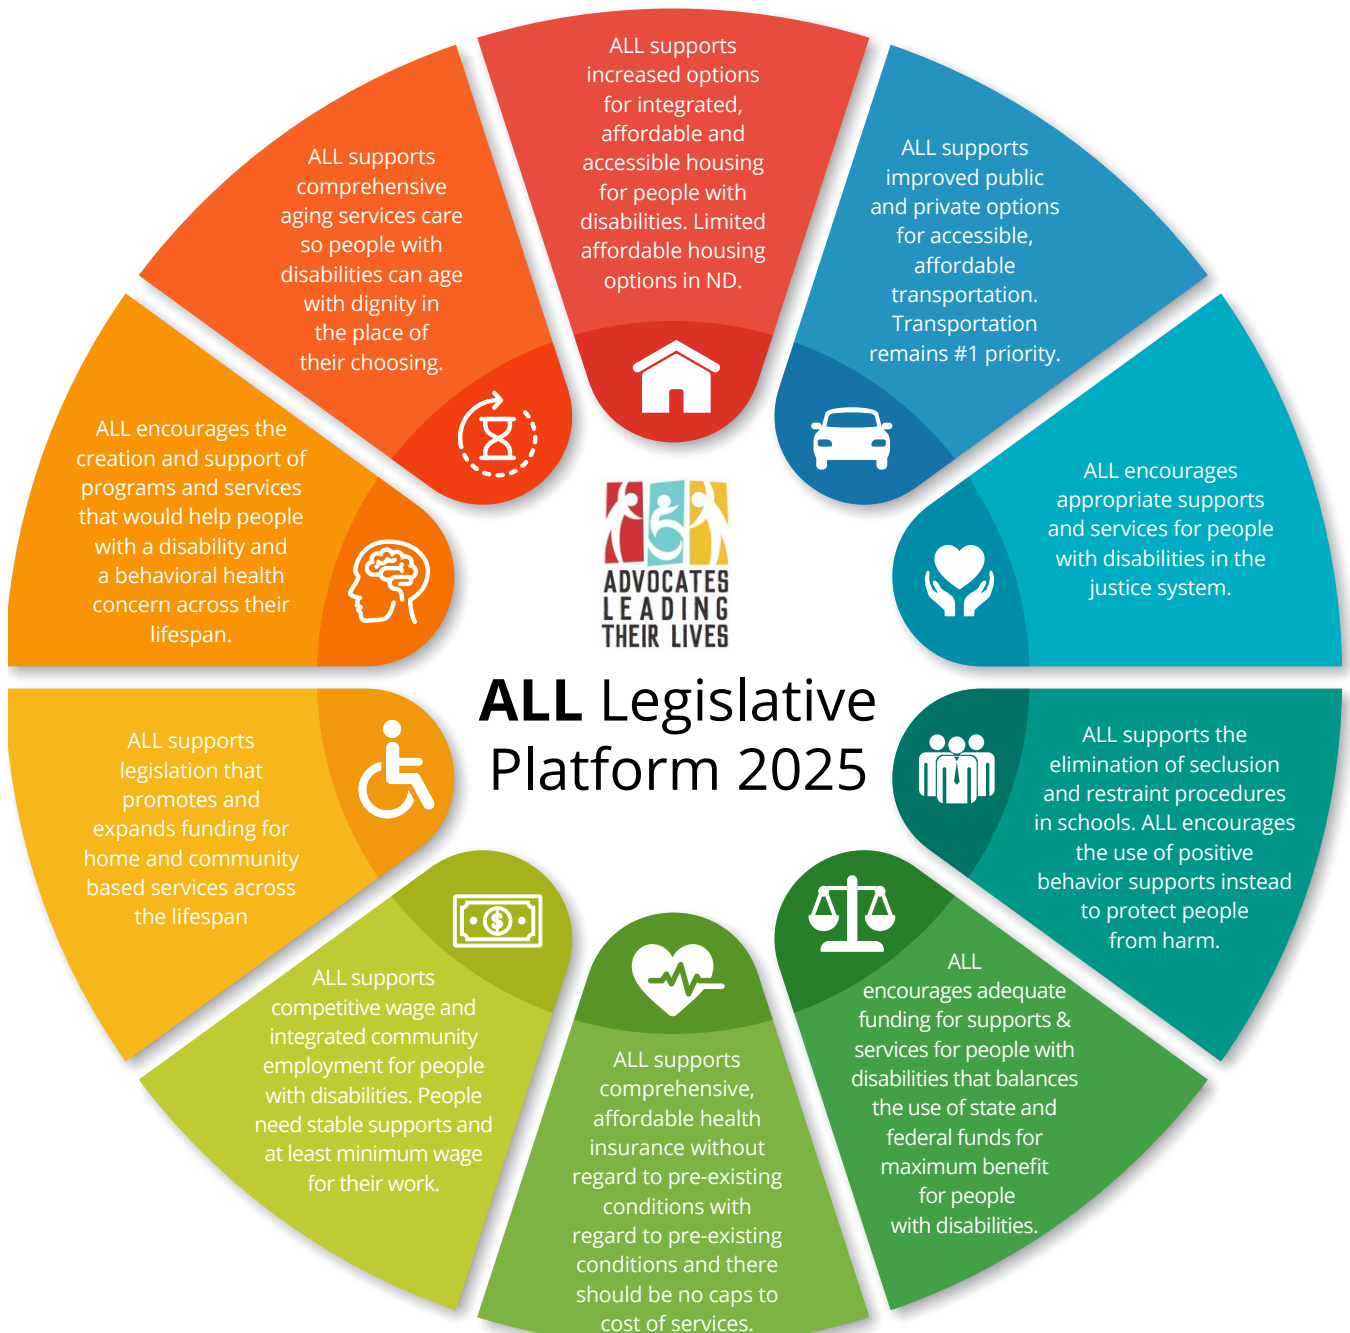 ALL supports
increased options
for integrated,
affordable and
accessible housing
for people with
disabilities. Limited
affordable housing
options in ND.
ALL supports
improved public
and private options
for accessible,
affordable
transportation.
Transportation
remains #1 priority.
ALL encourages
appropriate supports
and services for people
with disabilities in the
justice system.
ALL supports the
elimination of seclusion
and restraint procedures
in schools. ALL encourages
the use of positive
behavior supports instead
to protect people
from harm.
ALL
encourages adequate
funding for supports &
services for people with
disabilities that balances
the use of state and
federal funds for
maximum benefit
for people
with disabilities.
ALL supports
comprehensive,
affordable health
insurance without
regard to pre-existing
conditions with
regard to pre-existing
conditions and there
should be no caps to
cost of services.
ALL supports
competitive wage and
integrated community
employment for people
with disabilities. People
need stable supports and
at least minimum wage
for their work.
ALL supports
legislation that
promotes and
expands funding for
home and community
based services across
the lifespan
ALL encourages the
creation and support of
programs and services
that would help people
with a disability and
a behavioral health
concern across their
lifespan.
ALL supports
comprehensive
aging services care
so people with
disabilities can age
with dignity in
the place of
their choosing.
ADVOCATES
LEADING
THEIR LIVES
ALL Legislative
Platform 2025
$